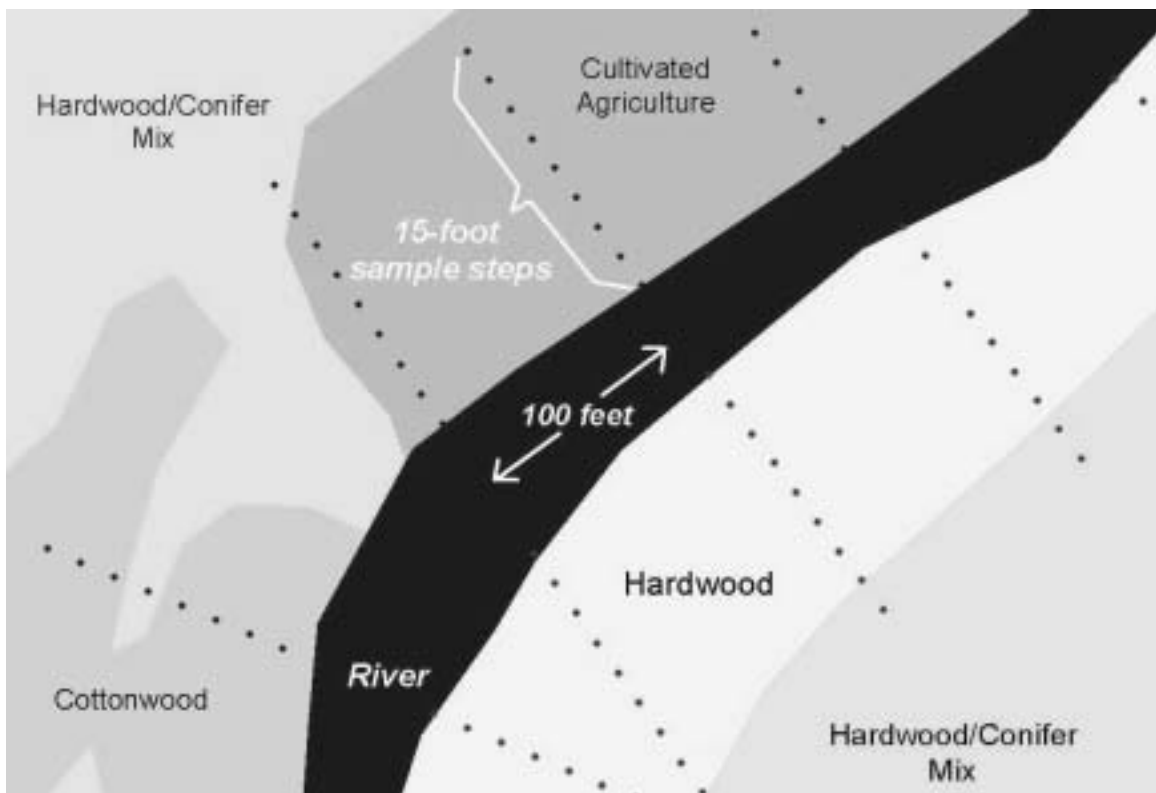 Cultivated
Agriculture
Hardwood/Conifer
Mix
15-foot
sample steps
100 feet
Hardwood
River
Cottonwood
Hardwood/Conifer
Mix